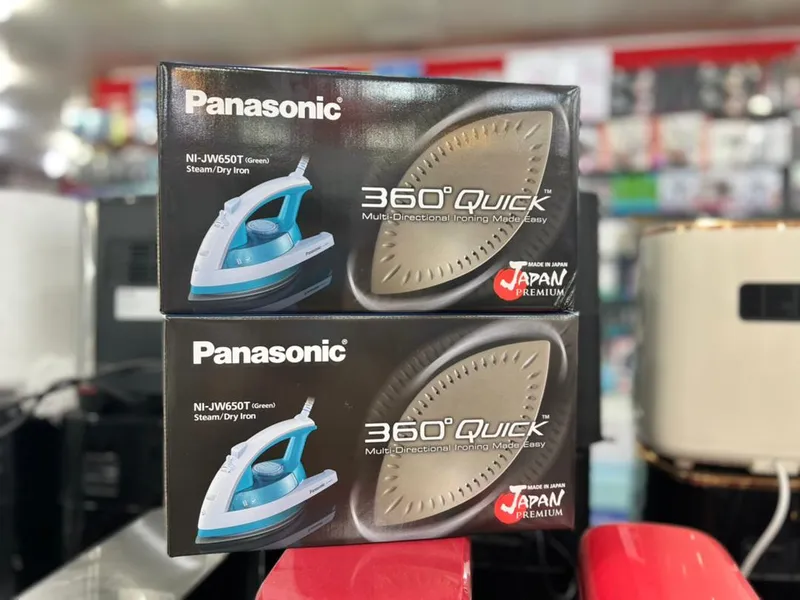 Panasonic®
NI-JW650T (Green)
Steam/Dry Iron
Panasonic
360° QUICK™
Multi-Directional Ironing Made Easy
MADE IN JAPAN
JAPAN
PREMIUM
Panasonic®
NI-JW650T (Green)
Steam/Dry Iron
Panasonic
360° QUICK™
Multi-Directional Ironing Made Easy
MADE IN JAPAN
JAPAN
PREMIUM